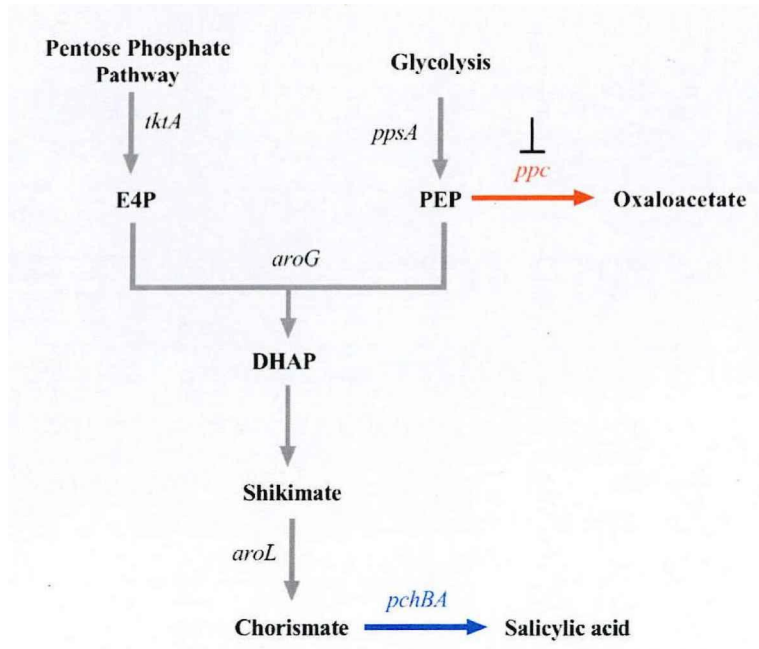 Pentose Phosphate
Pathway
Glycolysis
tktA
ppsA
ppc
E4P
PEP
Oxaloacetate
aroG
DHAP
Shikimate
aroL
pchBA
Chorismate
Salicylic acid